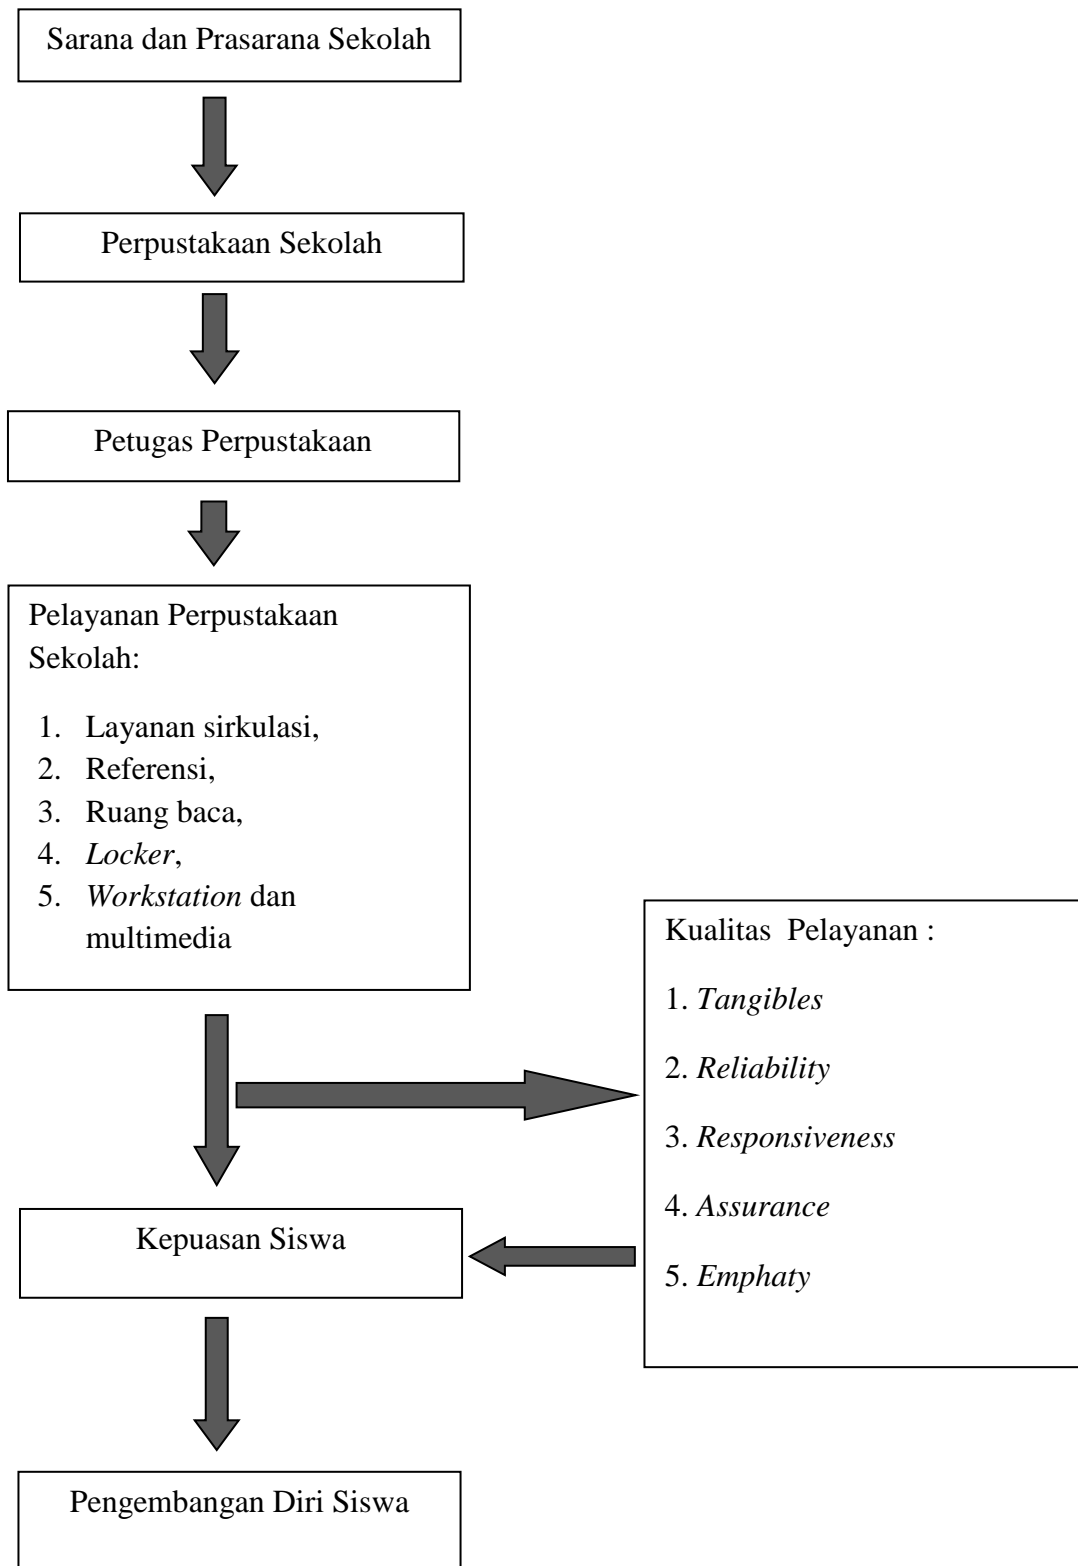 Sarana dan Prasarana Sekolah
Perpustakaan Sekolah
Petugas Perpustakaan
Pelayanan Perpustakaan
Sekolah:
1. Layanan sirkulasi,
2. Referensi,
3. Ruang baca,
4. Locker,
5. Workstation dan
multimedia
Kualitas Pelayanan :
1. Tangibles
2. Reliability
3. Responsiveness
4. Assurance
5. Emphaty
Kepuasan Siswa
Pengembangan Diri Siswa